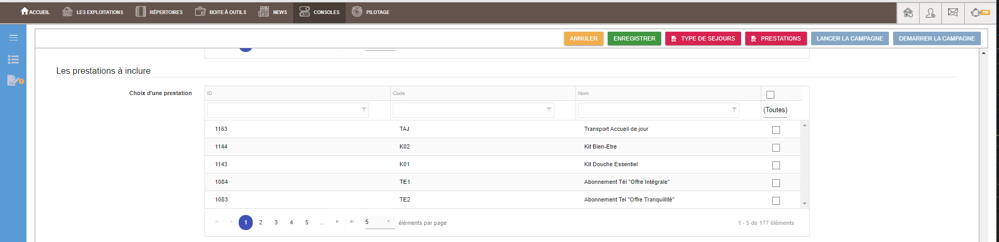 ACCUEIL LES EXPLOITATIONS RÉPERTOIRES BOITE À OUTILS NEWS CONSOLES PILOTAGE 129
ANNULER ENREGISTRER TYPE DE SEJOURS PRESTATIONS LANCER LA CAMPAGNE DEMARRER LA CAMPAGNE
Les prestations à inclure
Choix d'une prestation ID Code Nom
(Toutes)
1163 TAJ Transport Accueil de jour
1144 K02 Kit Bien-Etre
1143 K01 Kit Douche Essentiel
1084 TE1 Abonnement Tél "Offre Intégrale"
1083 TE2 Abonnement Tel "Offre Tranquillité"
1 2 3 4 5 ... 5 éléments par page 1 - 5 de 177 éléments